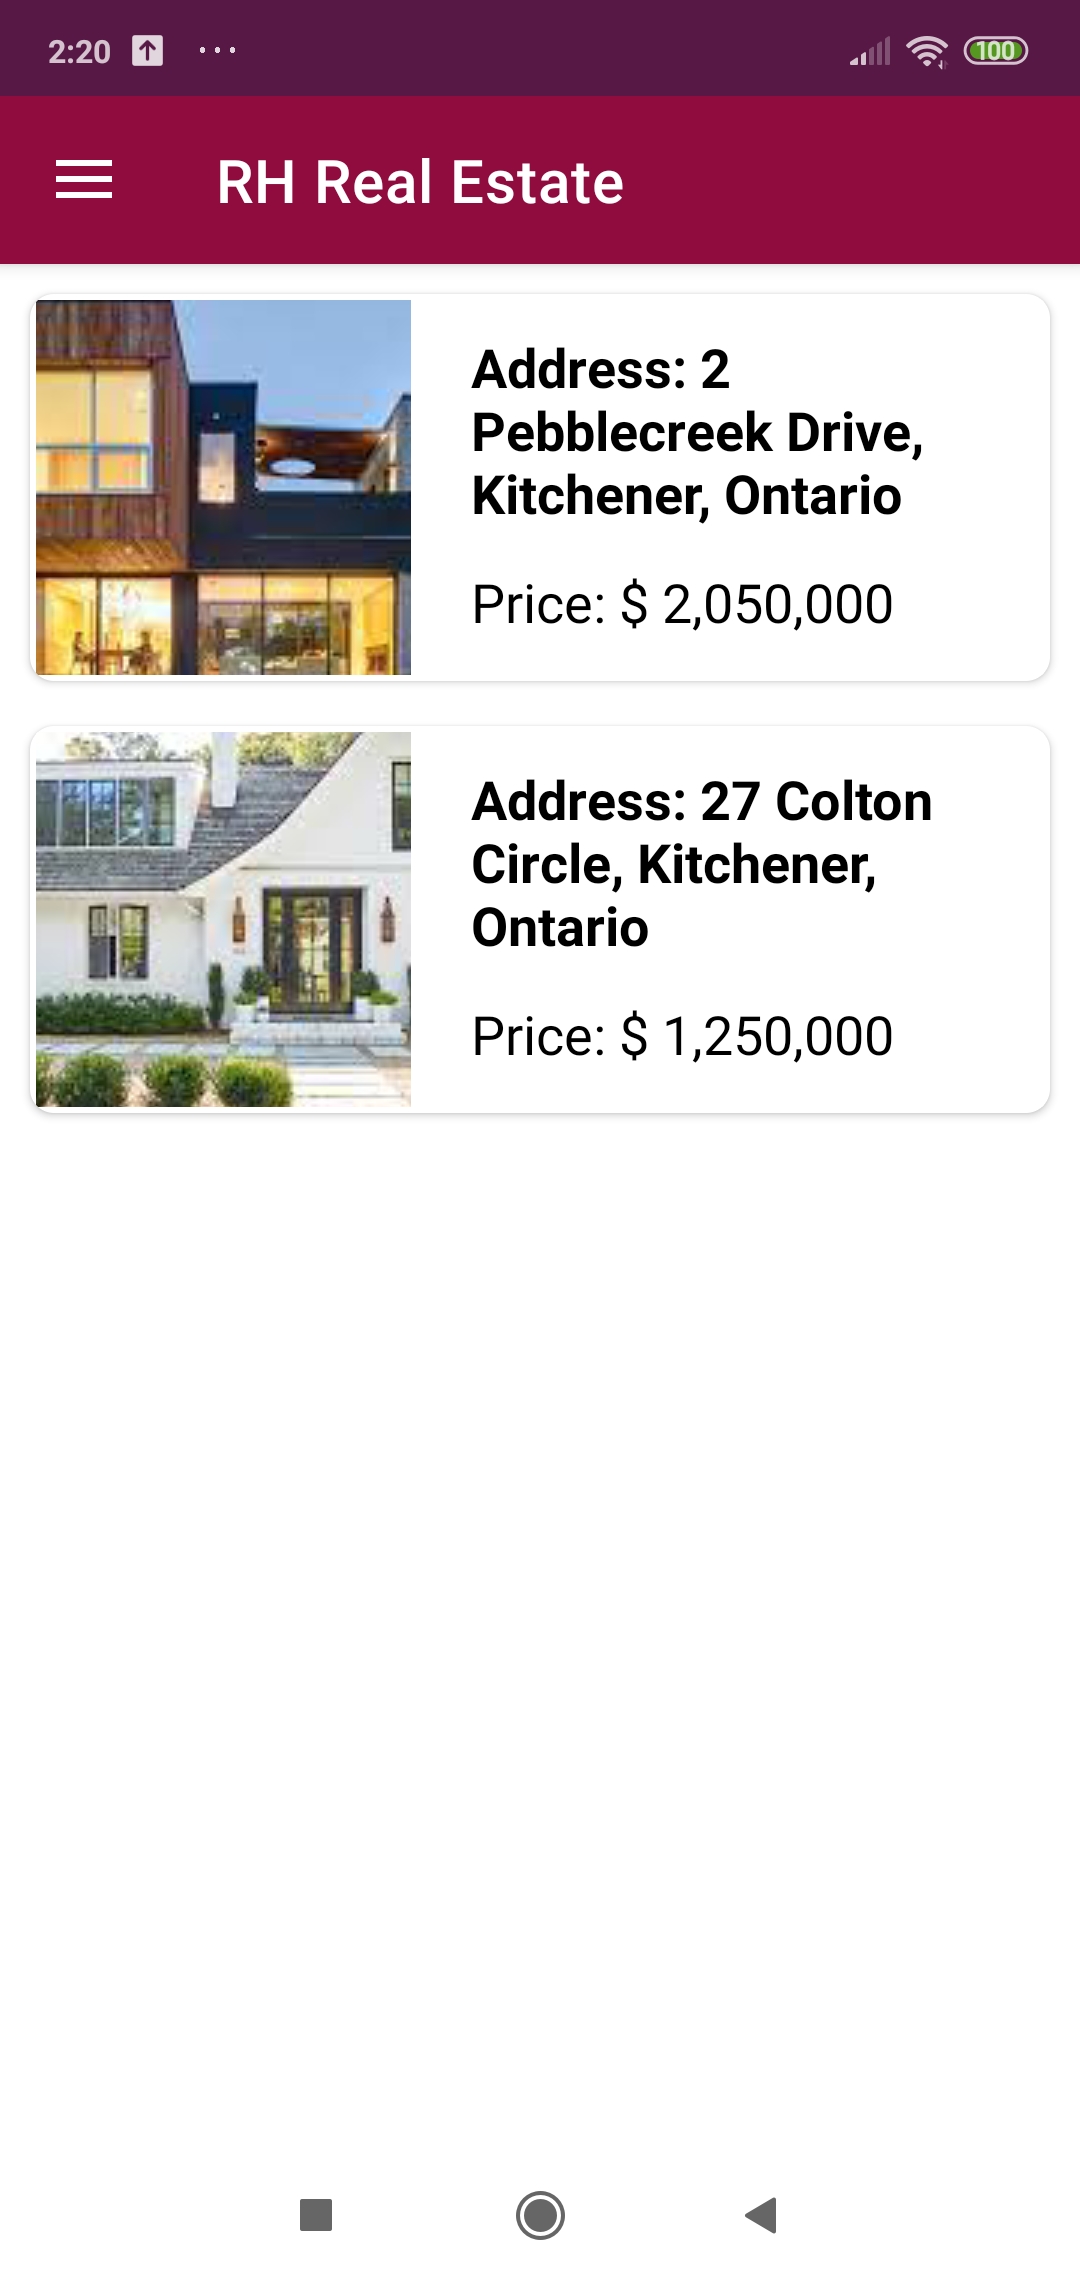 2:20
100
RH Real Estate
Address: 2
Pebblecreek Drive,
Kitchener, Ontario
Price: $ 2,050,000
Address: 27 Colton
Circle, Kitchener,
Ontario
Price: $ 1,250,000